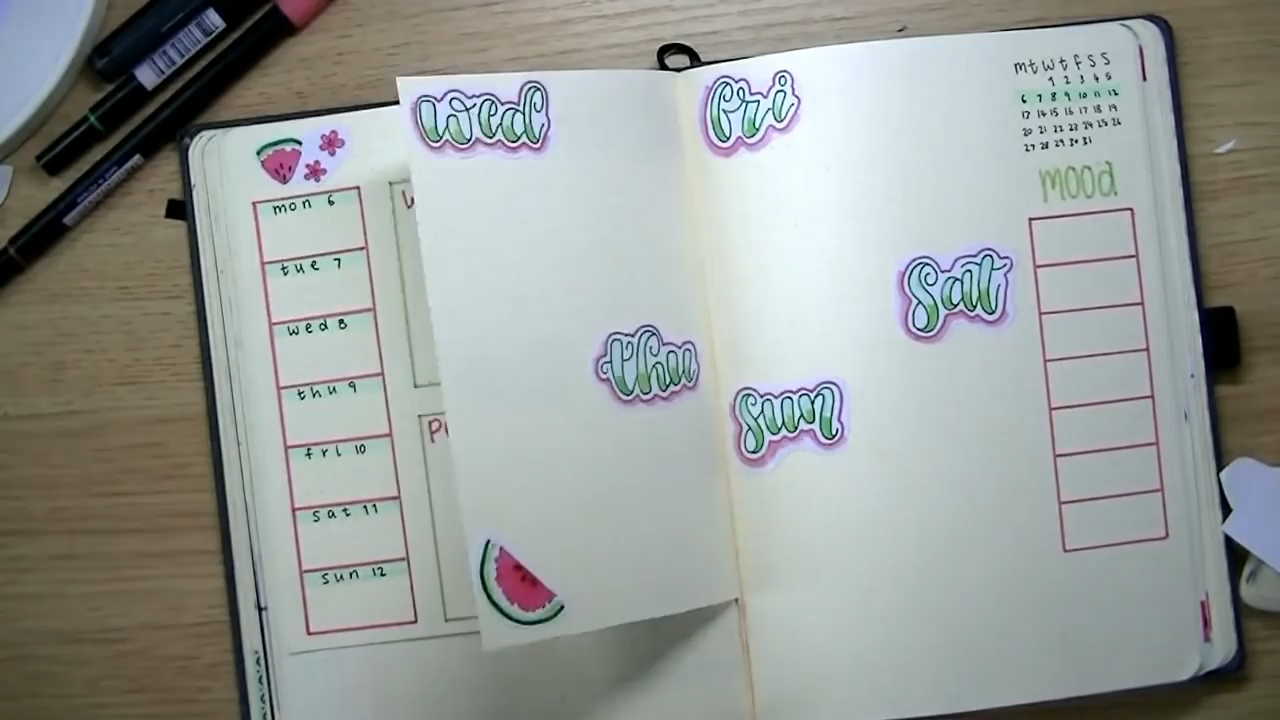 mon 6
tue 7
wed 8
thu 9
fri 10
sat 11
sun 12
wed
thu
fri
sat
sun
m t w t f s s
1 2 3 4 5
6 7 8 9 10 11 12
17 14 15 16 17 18 19
20 21 22 23 24 25 26
27 28 29 30 31
mood